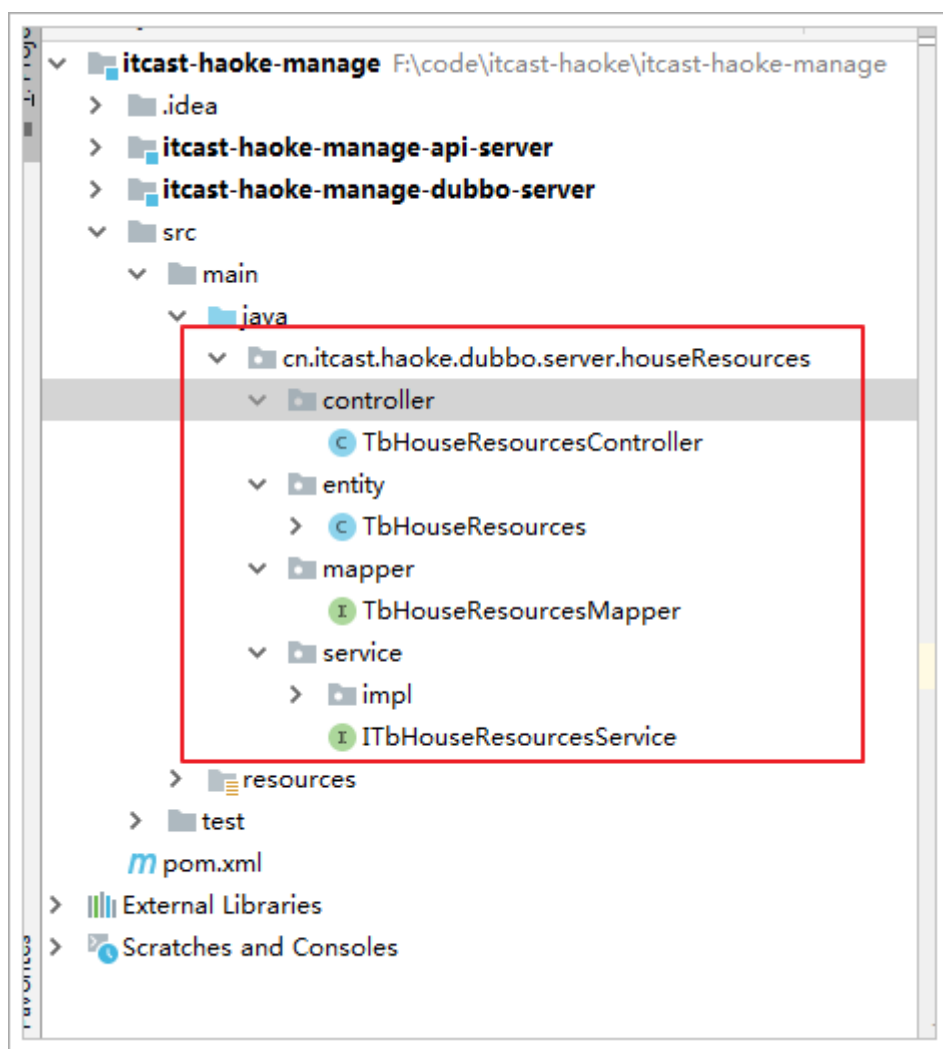 itcast-haoke-manage F:\code\itcast-haoke\itcast-haoke-manage
.idea
itcast-haoke-manage-api-server
itcast-haoke-manage-dubbo-server
src
main
java
cn.itcast.haoke.dubbo.server.houseResources
controller
C TbHouseResourcesController
entity
C TbHouseResources
mapper
I TbHouseResourcesMapper
service
impl
I ITbHouseResourcesService
resources
test
m pom.xml
External Libraries
Scratches and Consoles